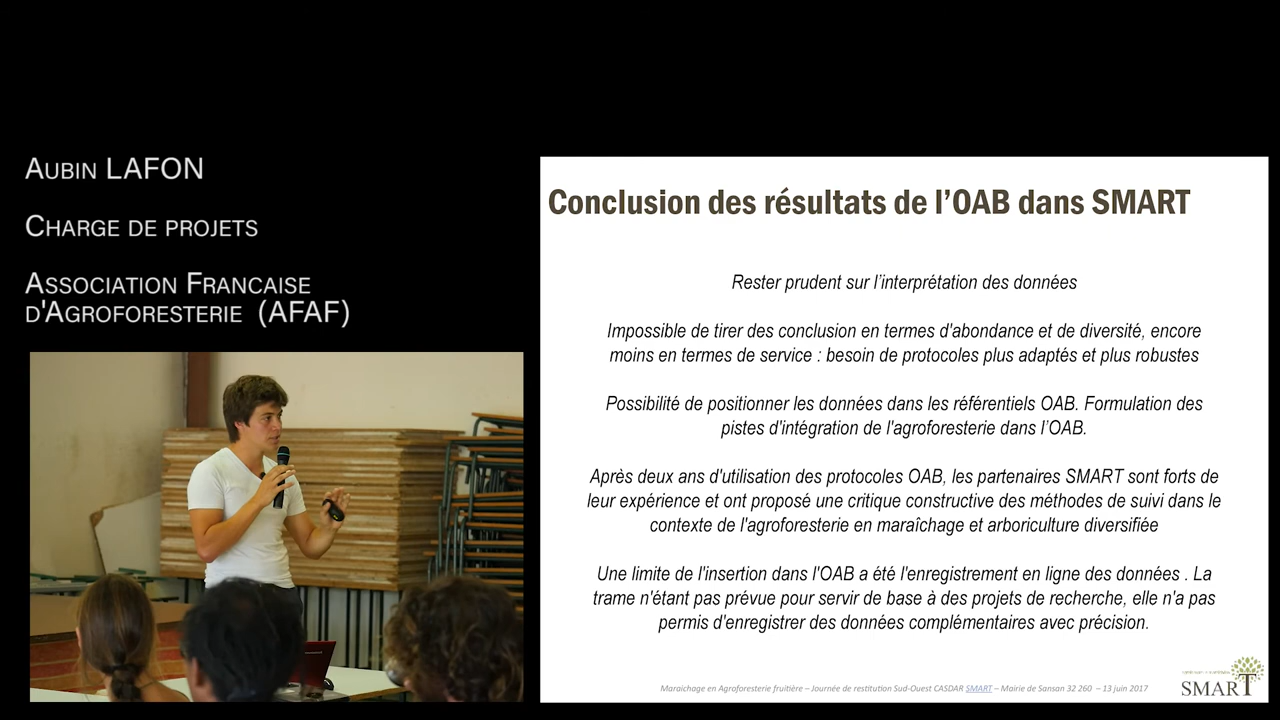 AUBIN LAFON
CHARGE DE PROJETS
ASSOCIATION FRANCAISE
D'AGROFORESTERIE (AFAF)
Conclusion des résultats de l'OAB dans SMART
Rester prudent sur l'interprétation des données
Impossible de tirer des conclusion en termes d'abondance et de diversité, encore
moins en termes de service : besoin de protocoles plus adaptés et plus robustes
Possibilité de positionner les données dans les référentiels OAB. Formulation des
pistes d'intégration de l'agroforesterie dans l'OAB.
Après deux ans d'utilisation des protocoles OAB, les partenaires SMART sont forts de
leur expérience et ont proposé une critique constructive des méthodes de suivi dans le
contexte de l'agroforesterie en maraîchage et arboriculture diversifiée
Une limite de l'insertion dans l'OAB a été l'enregistrement en ligne des données . La
trame n'étant pas prévue pour servir de base à des projets de recherche, elle n'a pas
permis d'enregistrer des données complémentaires avec précision.
Maraichage en Agroforesterie fruitière – Journée de restitution Sud-Ouest CASDAR SMART – Mairie de Sansan 32 260 – 13 juin 2017
SMART